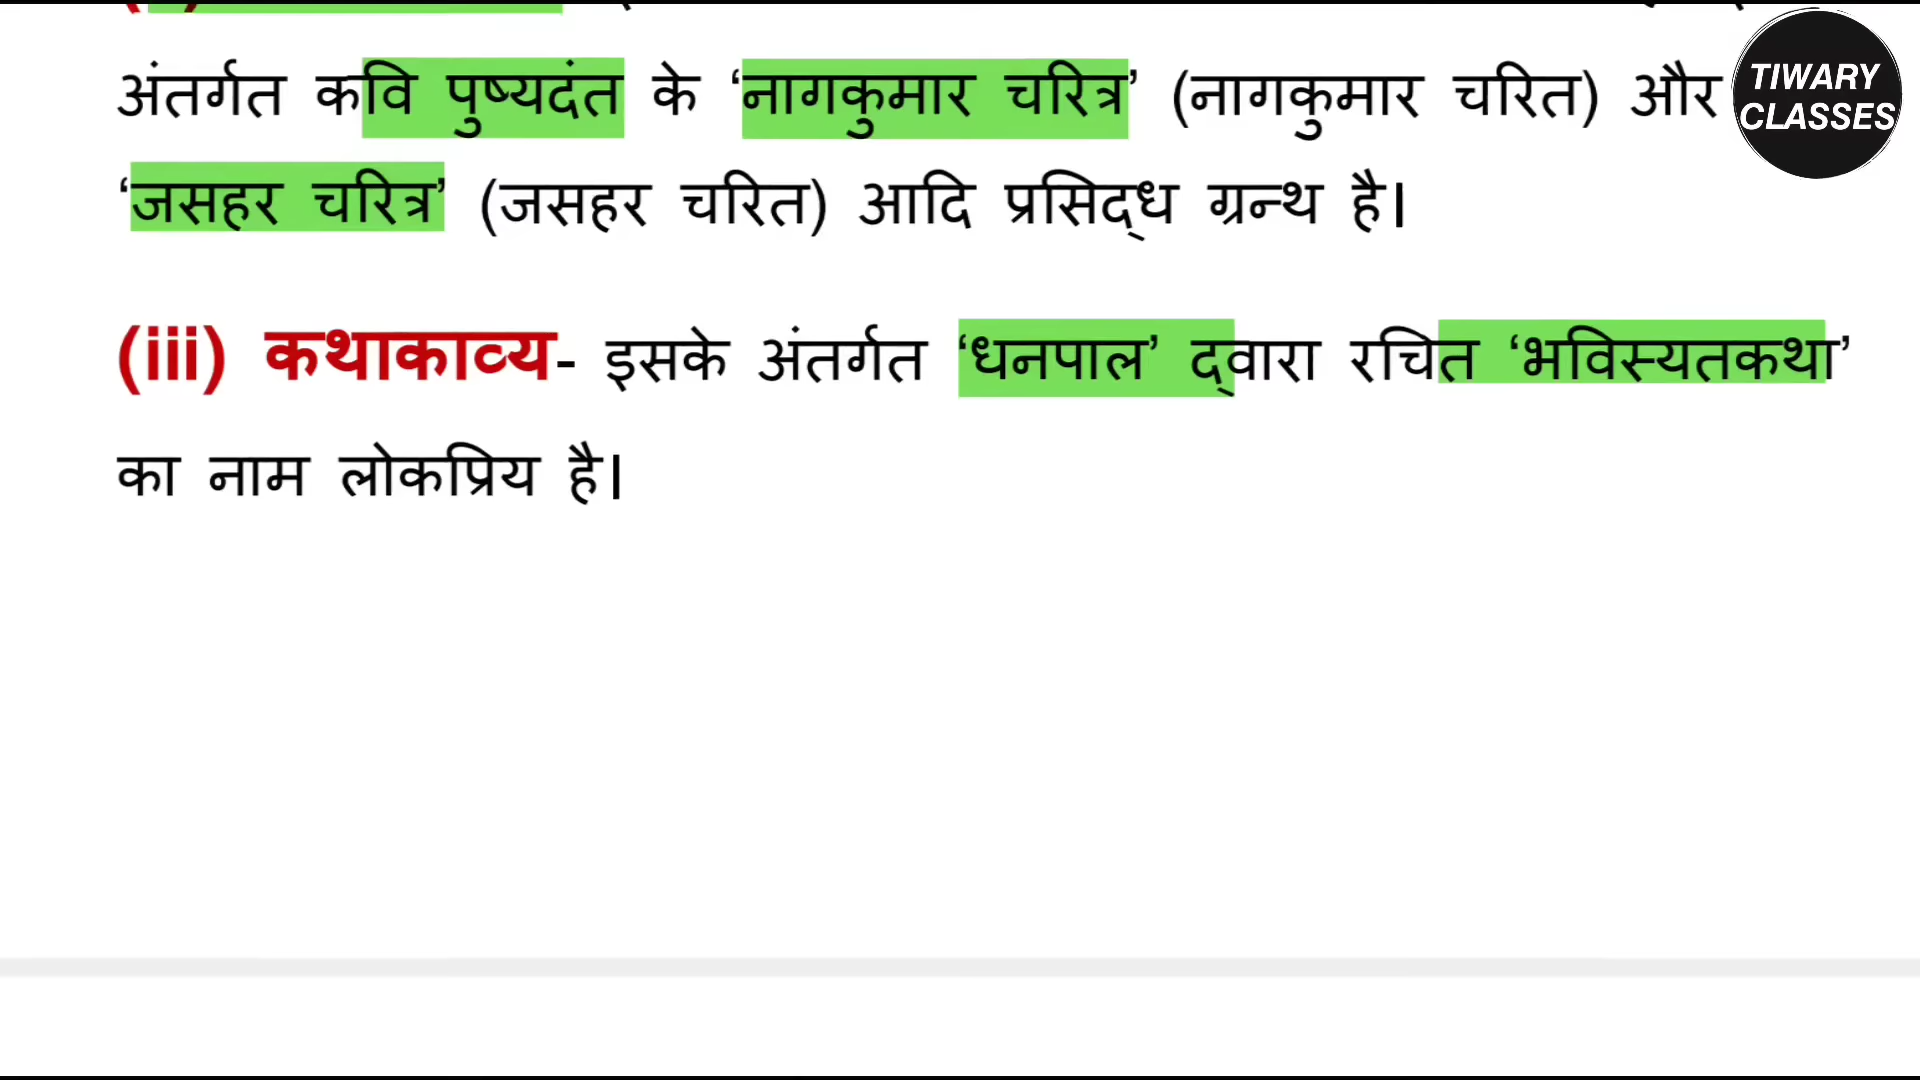 अंतर्गत कवि पुष्यदंत के ‘नागकुमार चरित्र’ (नागकुमार चरित) और
‘जसहर चरित्र’ (जसहर चरित) आदि प्रसिद्ध ग्रन्थ है।
(iii) कथाकाव्य- इसके अंतर्गत ‘धनपाल’ द्वारा रचित ‘भविस्यतकथा’
का नाम लोकप्रिय है।
TIWARY
CLASSES